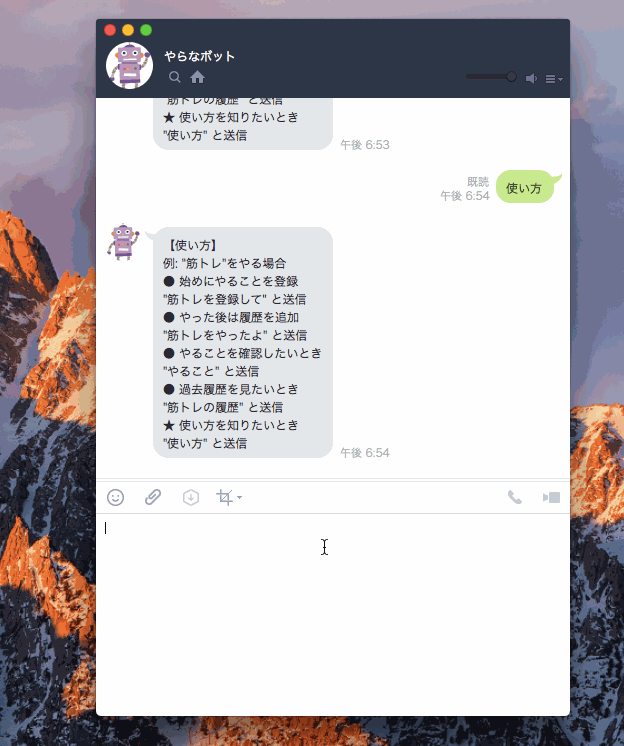 やらなボット
"筋トレの履歴" と送信
★ 使い方を知りたいとき
"使い方" と送信
午後 6:53
既読
午後 6:54
使い方
【使い方】
例: "筋トレ"をやる場合
● 始めにやることを登録
"筋トレを登録して" と送信
● やった後は履歴を追加
"筋トレをやったよ" と送信
● やることを確認したいとき
"やること" と送信
● 過去履歴を見たいとき
"筋トレの履歴" と送信
★ 使い方を知りたいとき
"使い方" と送信
午後 6:54